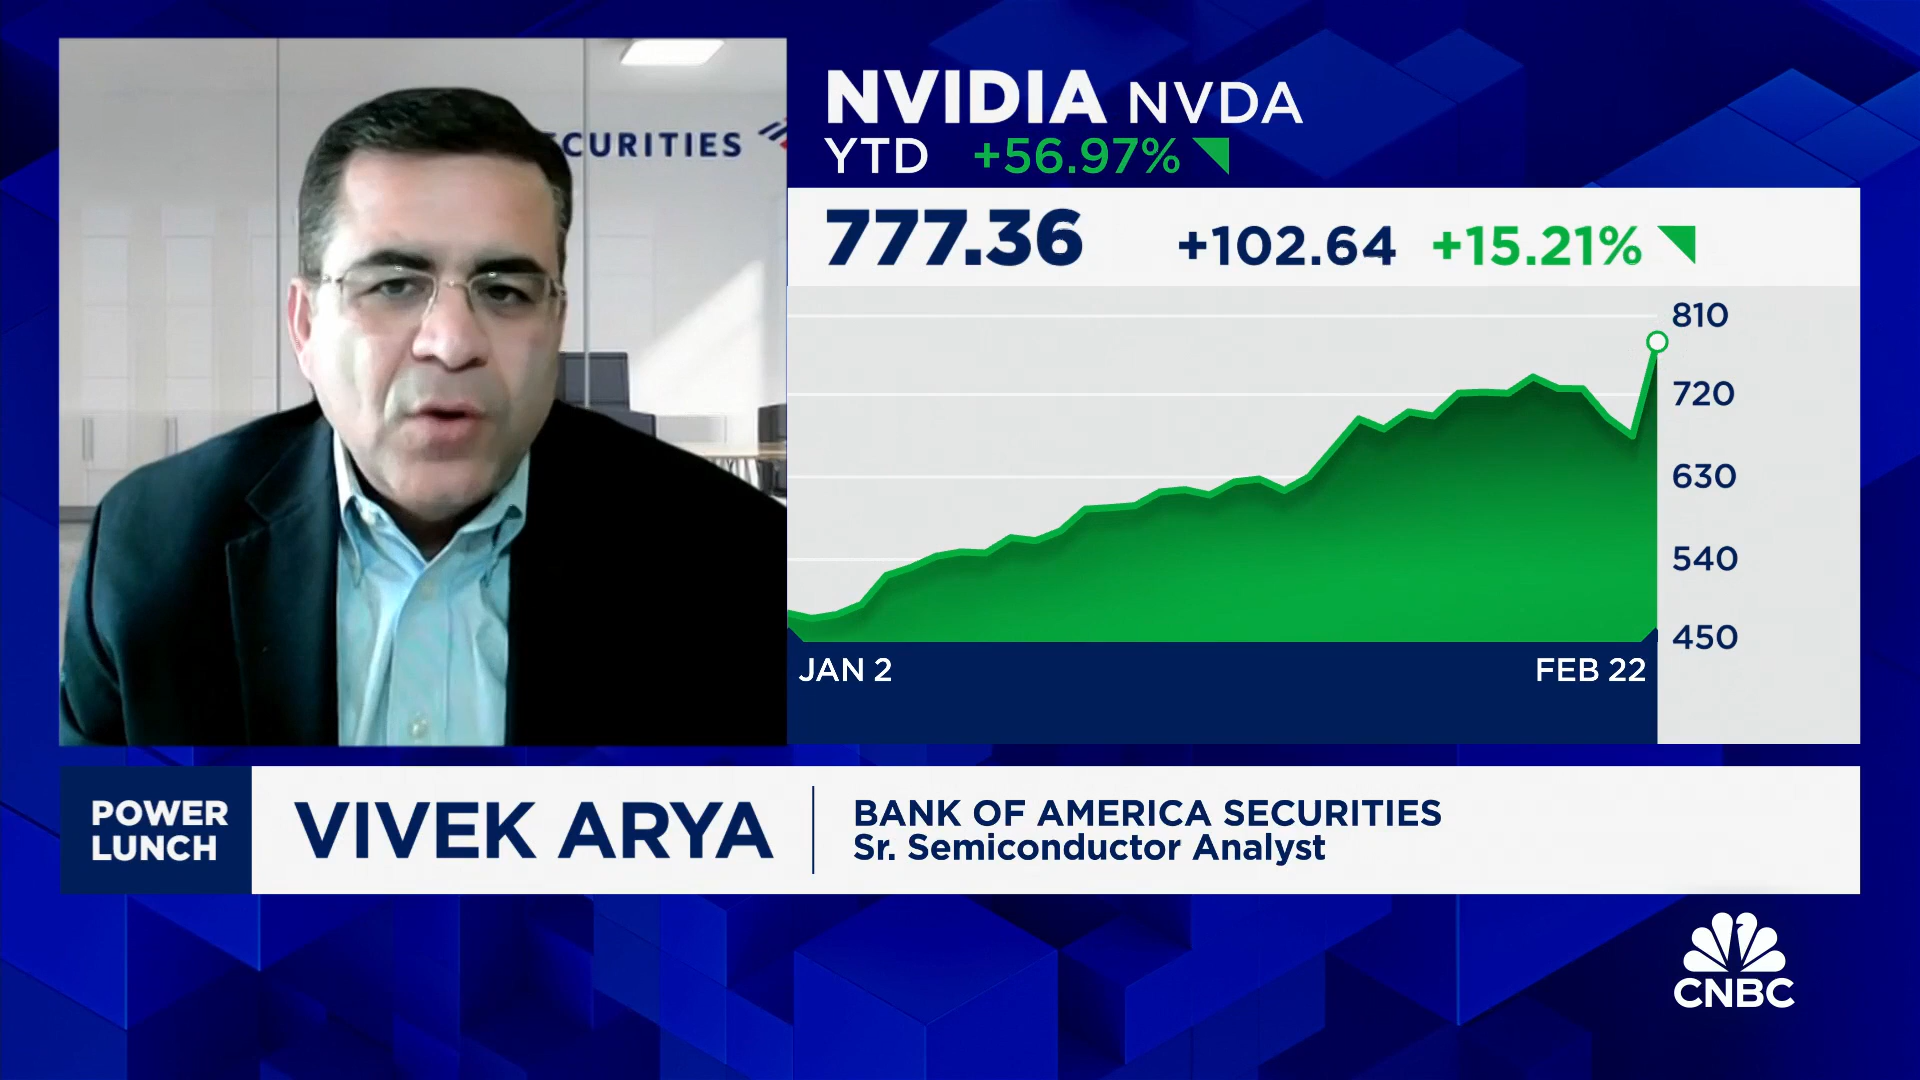 CURITIES
NVIDIA NVDA
YTD +56.97%
777.36 +102.64 +15.21%
810
720
630
540
450
JAN 2 FEB 22
POWER
LUNCH
VIVEK ARYA
BANK OF AMERICA SECURITIES
Sr. Semiconductor Analyst
CNBC